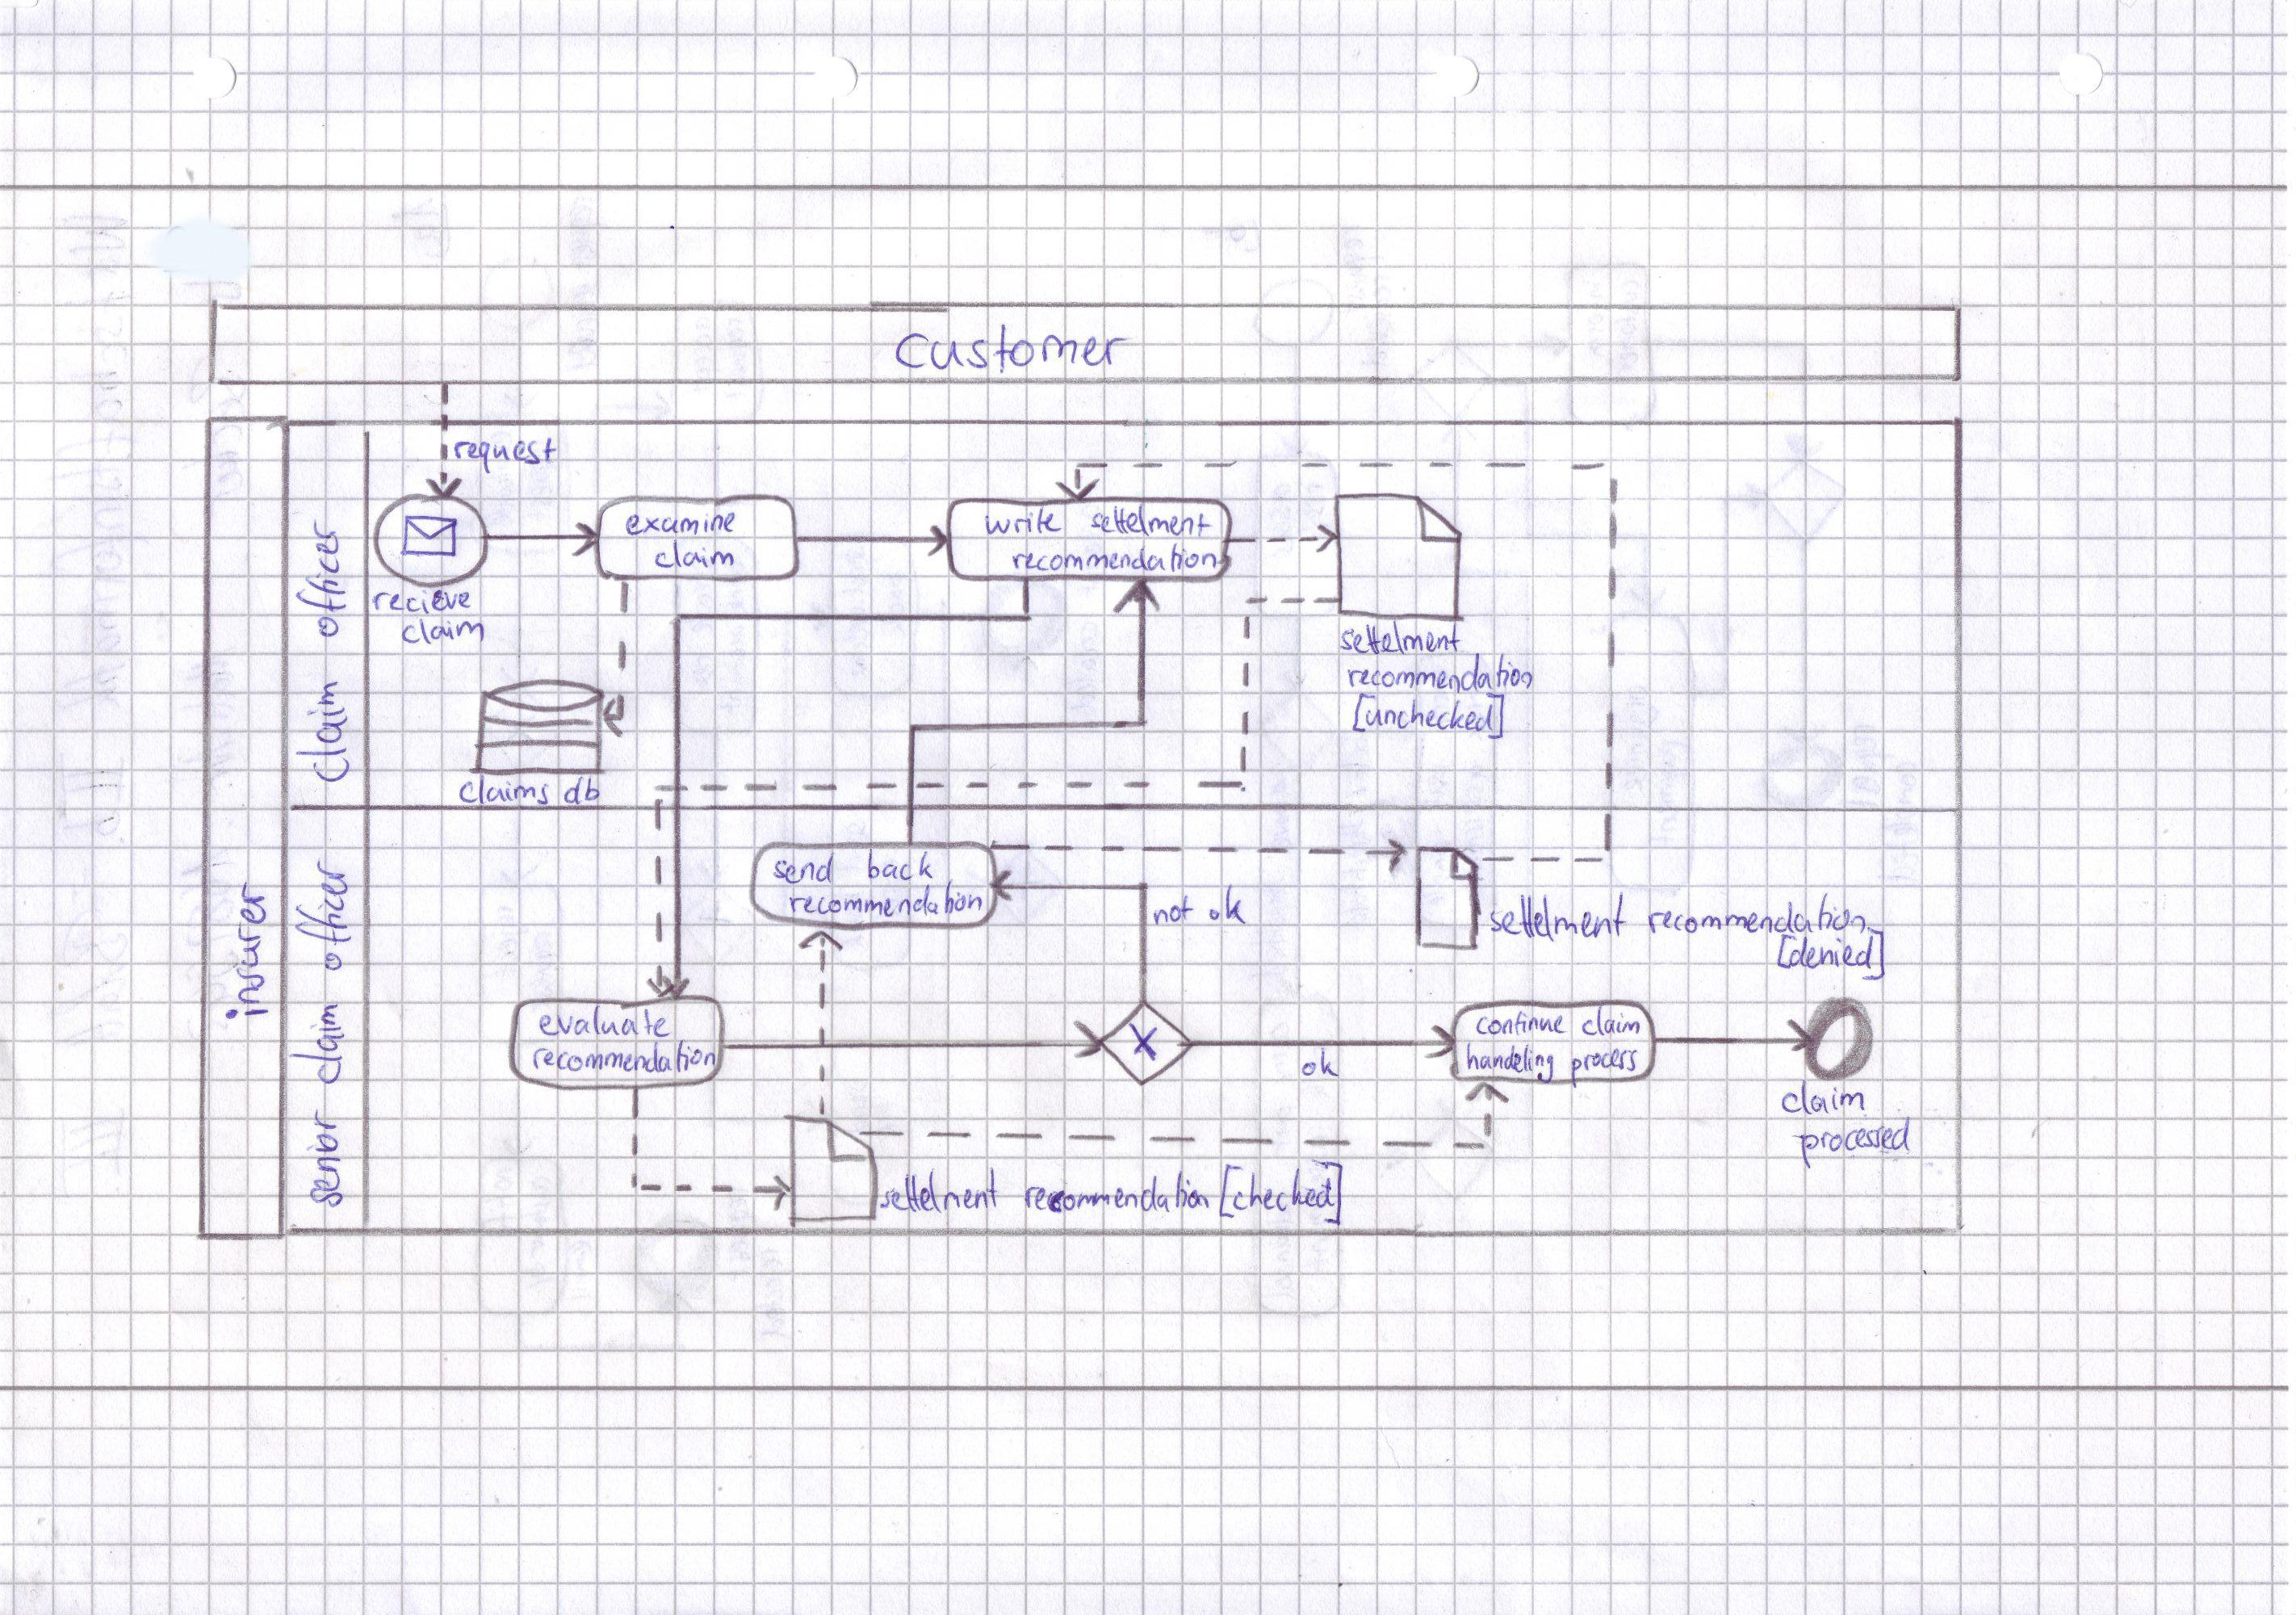 Customer
request
recieve
claim
examine
claim
write settelment
recommendation
settelment
recommendation
[unchecked]
claims db
claim officer
insurer
senior claim officer
send back
recommendation
not ok
settelment recommendation
[denied]
evaluate
recommendation
X
ok
continue claim
handeling process
claim
processed
settelment recommendation [checked]